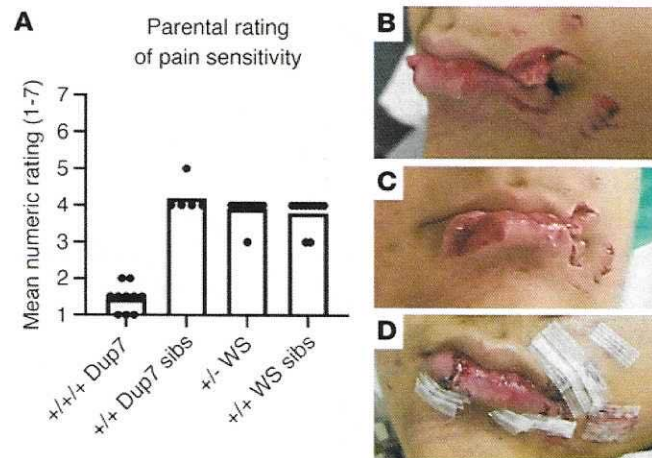 A
Parental rating
of pain sensitivity
Mean numeric rating (1-7)
7
6
5
4
3
2
1
+/+/+ Dup7
+/+ Dup7 sibs
+/- WS
+/+ WS sibs
B
C
D